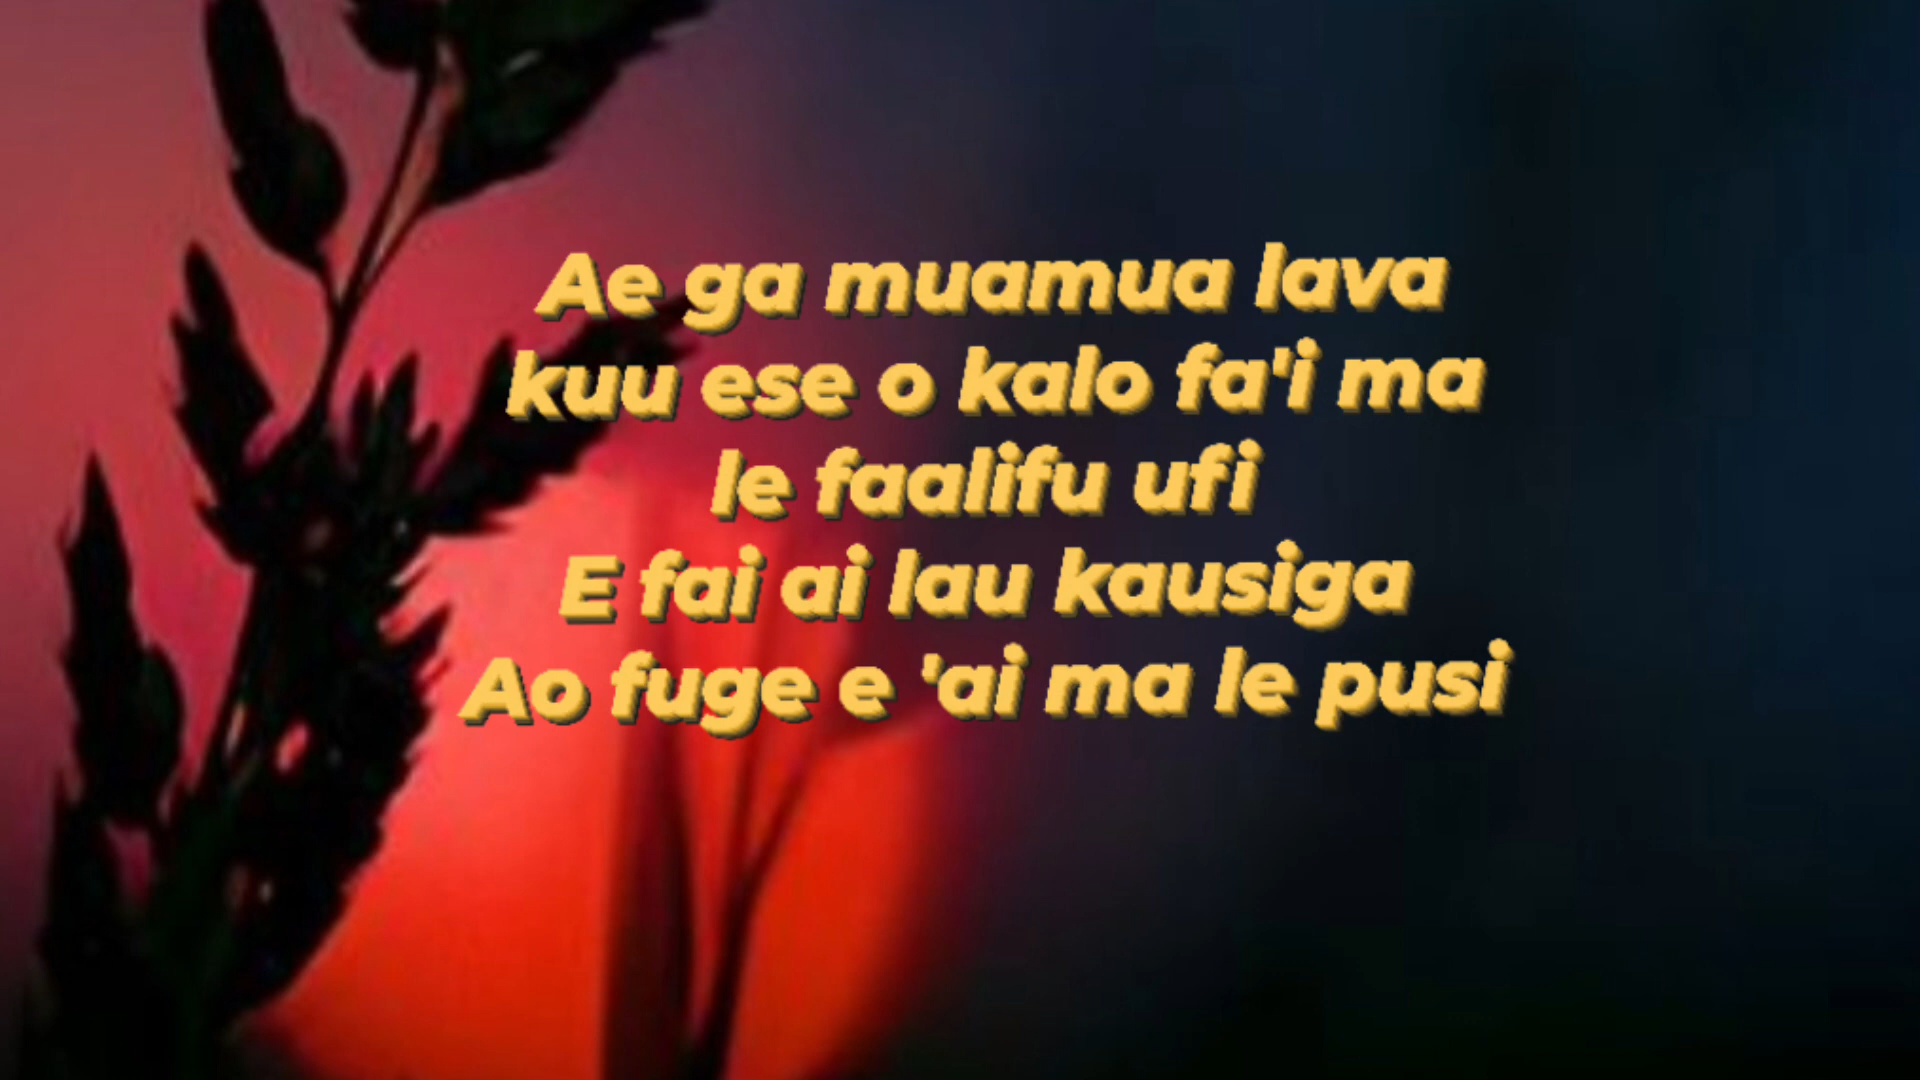 Ae ga muamua lava
kuu ese o kalo fa'i ma
le faalifu ufi
E fai ai lau kausiga
Ao fuge e 'ai ma le pusi